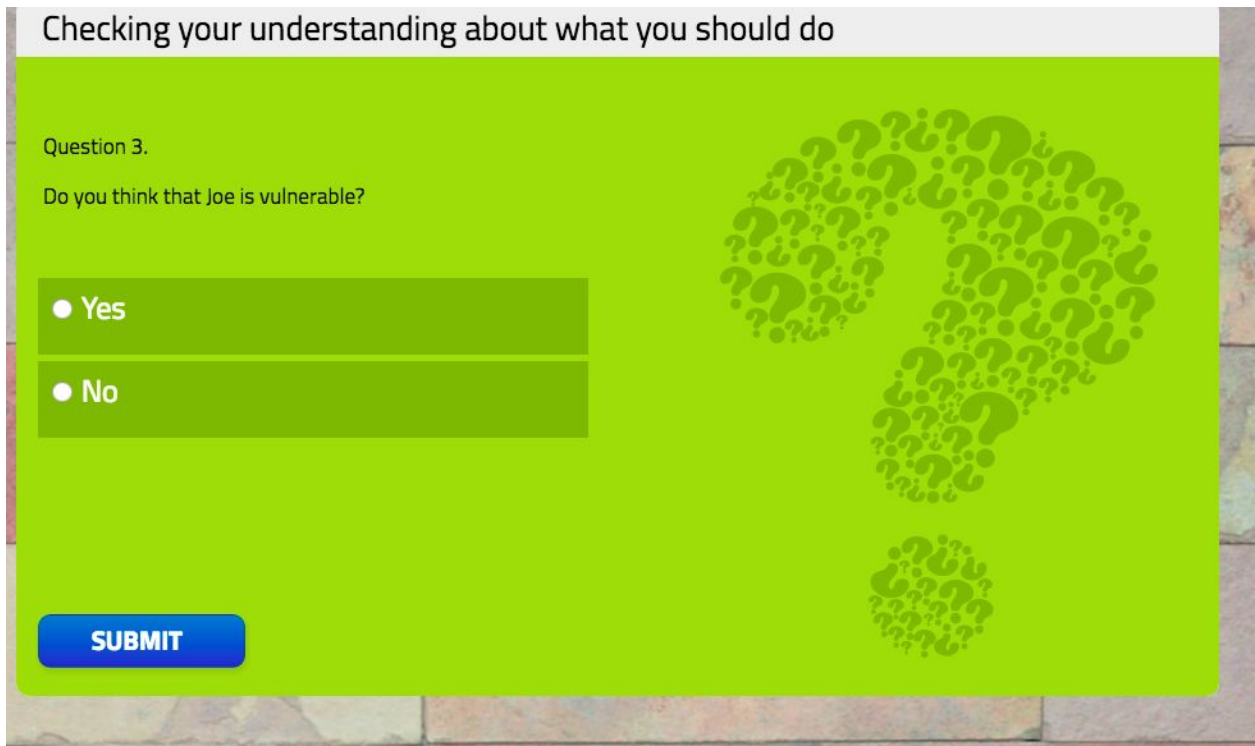 Checking your understanding about what you should do
Question 3.
Do you think that Joe is vulnerable?
Yes
No
SUBMIT